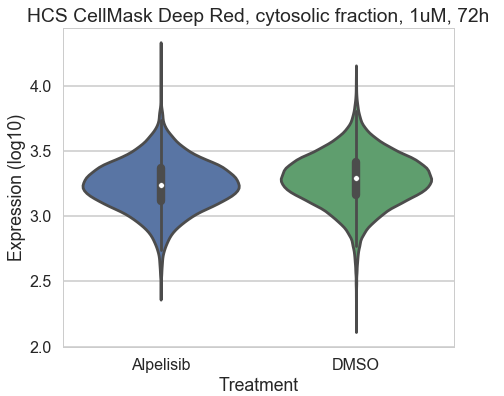 HCS CellMask Deep Red, cytosolic fraction, 1uM, 72h
Expression (log10)
4.0
3.5
3.0
2.5
2.0
Alpelisib DMSO
Treatment